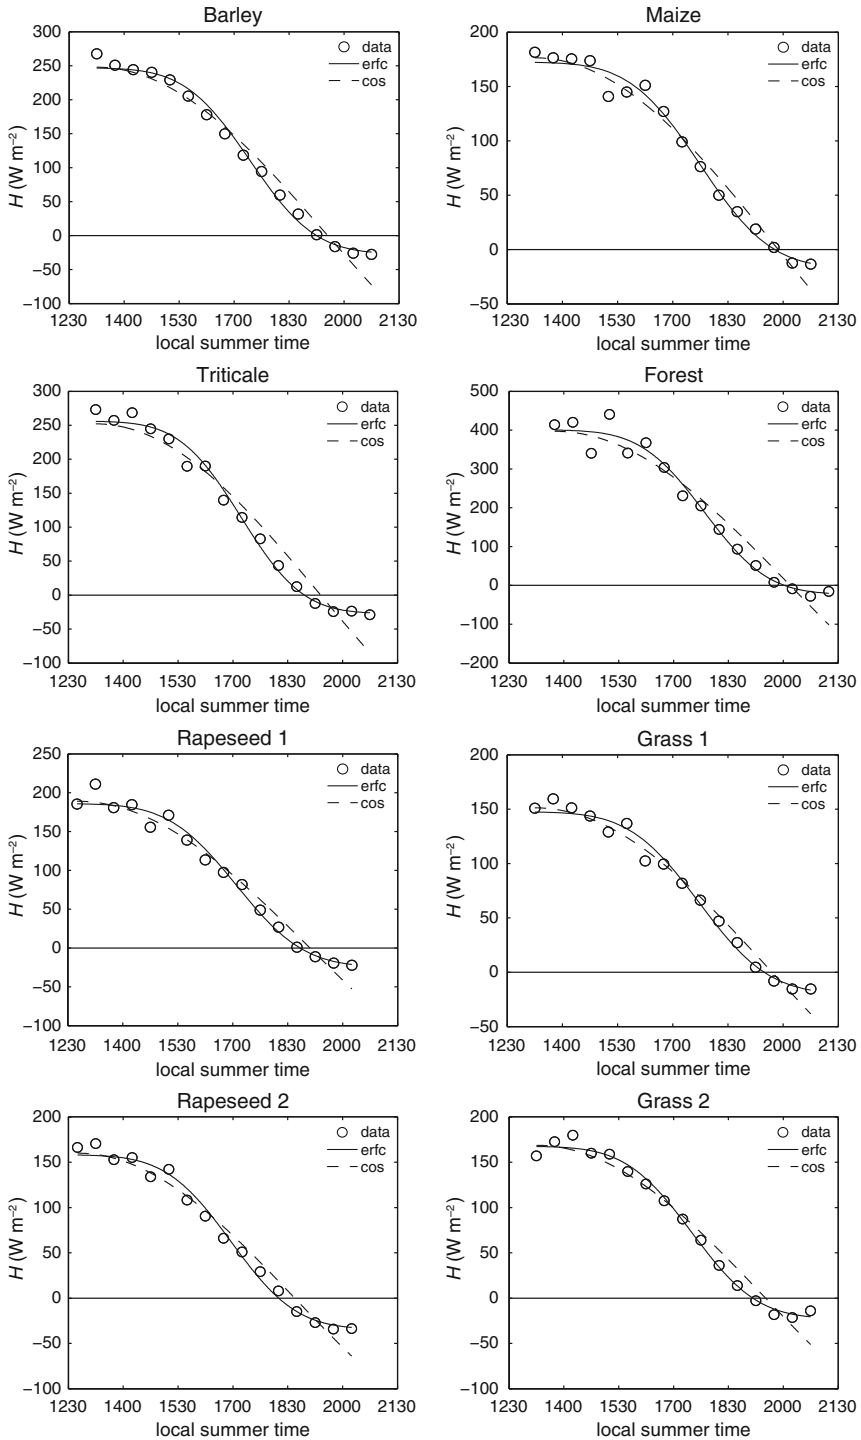 Barley
300
250
200
150
100
50
0
−50
−100
H (W m⁻²)
1230 1400 1530 1700 1830 2000 2130
local summer time
data
erfc
cos
Maize
200
150
100
50
0
−50
H (W m⁻²)
1230 1400 1530 1700 1830 2000 2130
local summer time
data
erfc
cos
Triticale
300
250
200
150
100
50
0
−50
−100
H (W m⁻²)
1230 1400 1530 1700 1830 2000 2130
local summer time
data
erfc
cos
Forest
500
400
300
200
100
0
−100
−200
H (W m⁻²)
1230 1400 1530 1700 1830 2000 2130
local summer time
data
erfc
cos
Rapeseed 1
250
200
150
100
50
0
−50
−100
H (W m⁻²)
1230 1400 1530 1700 1830 2000 2130
local summer time
data
erfc
cos
Grass 1
200
150
100
50
0
−50
H (W m⁻²)
1230 1400 1530 1700 1830 2000 2130
local summer time
data
erfc
cos
Rapeseed 2
200
150
100
50
0
−50
−100
H (W m⁻²)
1230 1400 1530 1700 1830 2000 2130
local summer time
data
erfc
cos
Grass 2
200
150
100
50
0
−50
−100
H (W m⁻²)
1230 1400 1530 1700 1830 2000 2130
local summer time
data
erfc
cos